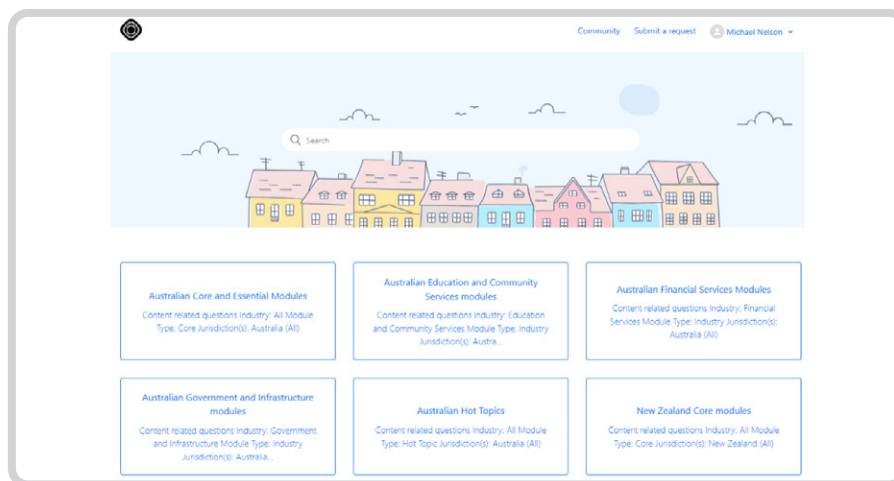 Community Submit a request Michael Nelson
Search
Australian Core and Essential Modules
Content related questions Industry: All Module
Type: Core Jurisdiction(s): Australia (All)
Australian Education and Community
Services modules
Content related questions Industry: Education
and Community Services Module Type: Industry
Jurisdiction(s): Austra...
Australian Financial Services Modules
Content related questions Industry: Financial
Services Module Type: Industry Jurisdiction(s):
Australia (All)
Australian Government and Infrastructure
modules
Content related questions Industry: Government
and Infrastructure Module Type: Industry
Jurisdiction(s): Australia...
Australian Hot Topics
Content related questions Industry: All Module
Type: Hot Topic Jurisdiction(s): Australia (All)
New Zealand Core modules
Content related questions Industry: All Module
Type: Core Jurisdiction(s): New Zealand (All)